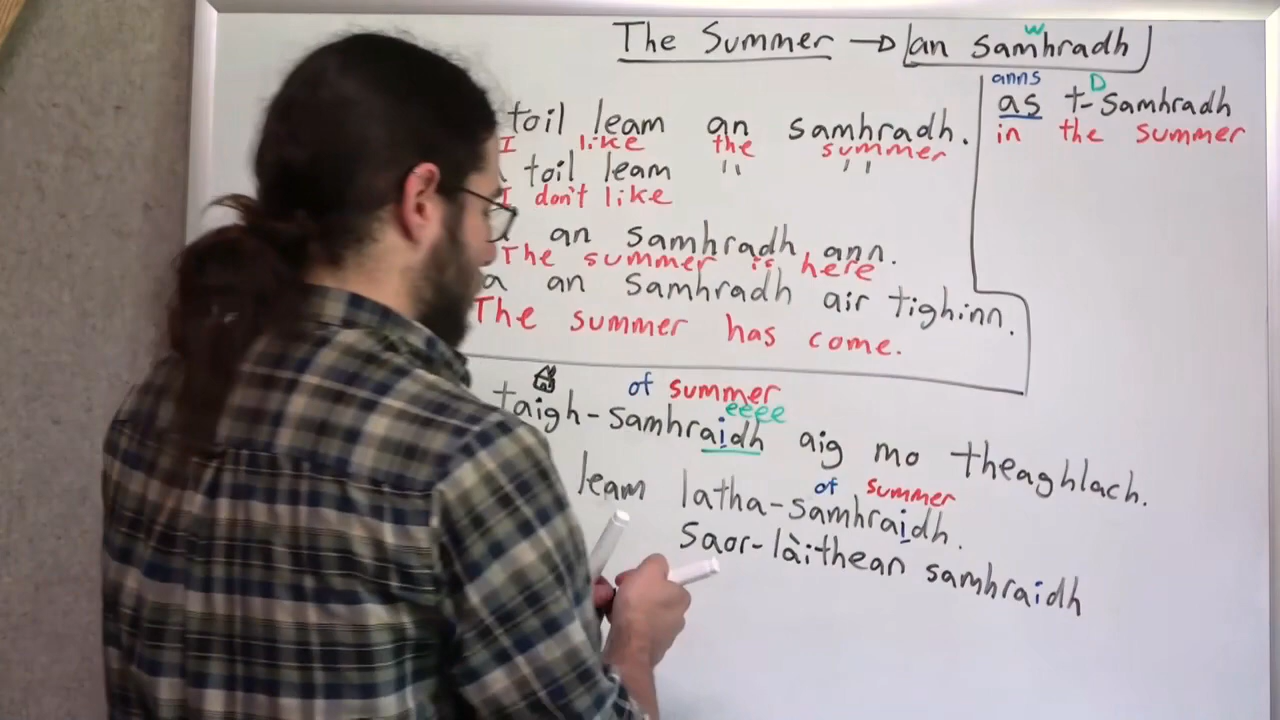 The Summer → an samhradh
w
anns D
as t-samhradh
in the summer
toil leam an samhradh.
I like the summer
toil leam " "
I don't like
an samhradh ann.
The summer is here
a an samhradh air tighinn.
The summer has come.
of summer
eeee
taigh-samhraidh aig mo theaghlach.
of summer
leam latha-samhraidh.
saor-làithean samhraidh